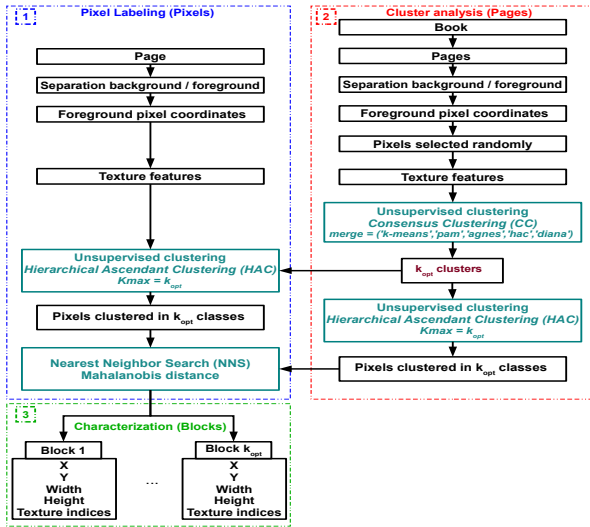 1
Pixel Labeling (Pixels)
Page
Separation background / foreground
Foreground pixel coordinates
Texture features
Unsupervised clustering
Hierarchical Ascendant Clustering (HAC)
Kmax = kopt
Pixels clustered in kopt classes
Nearest Neighbor Search (NNS)
Mahalanobis distance
2
Cluster analysis (Pages)
Book
Pages
Separation background / foreground
Foreground pixel coordinates
Pixels selected randomly
Texture features
Unsupervised clustering
Consensus Clustering (CC)
merge = ('k-means','pam','agnes','hac','diana')
kopt clusters
Unsupervised clustering
Hierarchical Ascendant Clustering (HAC)
Kmax = kopt
Pixels clustered in kopt classes
3
Characterization (Blocks)
Block 1
X
Y
Width
Height
Texture indices
...
Block kopt
X
Y
Width
Height
Texture indices